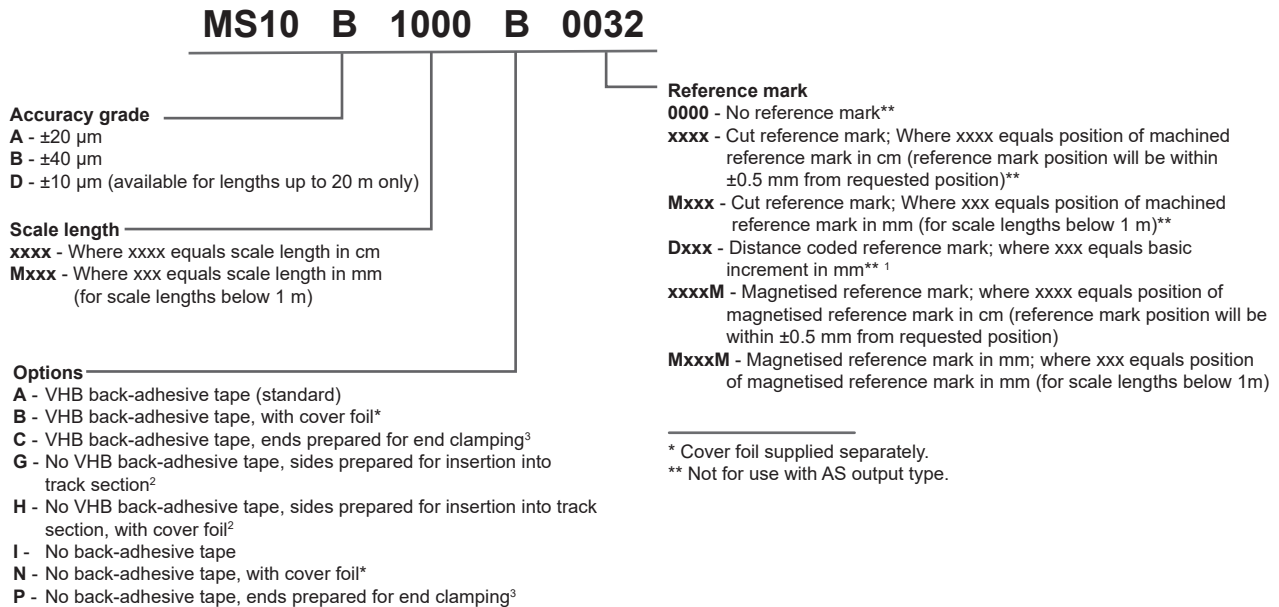 MS10 B 1000 B 0032
Accuracy grade
A - ±20 µm
B - ±40 µm
D - ±10 µm (available for lengths up to 20 m only)
Scale length
xxxx - Where xxxx equals scale length in cm
Mxxx - Where xxx equals scale length in mm
(for scale lengths below 1 m)
Options
A - VHB back-adhesive tape (standard)
B - VHB back-adhesive tape, with cover foil*
C - VHB back-adhesive tape, ends prepared for end clamping³
G - No VHB back-adhesive tape, sides prepared for insertion into
track section²
H - No VHB back-adhesive tape, sides prepared for insertion into track
section, with cover foil²
I - No back-adhesive tape
N - No back-adhesive tape, with cover foil*
P - No back-adhesive tape, ends prepared for end clamping³
Reference mark
0000 - No reference mark**
xxxx - Cut reference mark; Where xxxx equals position of machined
reference mark in cm (reference mark position will be within
±0.5 mm from requested position)**
Mxxx - Cut reference mark; Where xxx equals position of machined
reference mark in mm (for scale lengths below 1 m)**
Dxxx - Distance coded reference mark; where xxx equals basic
increment in mm** ¹
xxxxM - Magnetised reference mark; where xxxx equals position of
magnetised reference mark in cm (reference mark position will be
within ±0.5 mm from requested position)
MxxxM - Magnetised reference mark in mm; where xxx equals position
of magnetised reference mark in mm (for scale lengths below 1m)
* Cover foil supplied separately.
** Not for use with AS output type.